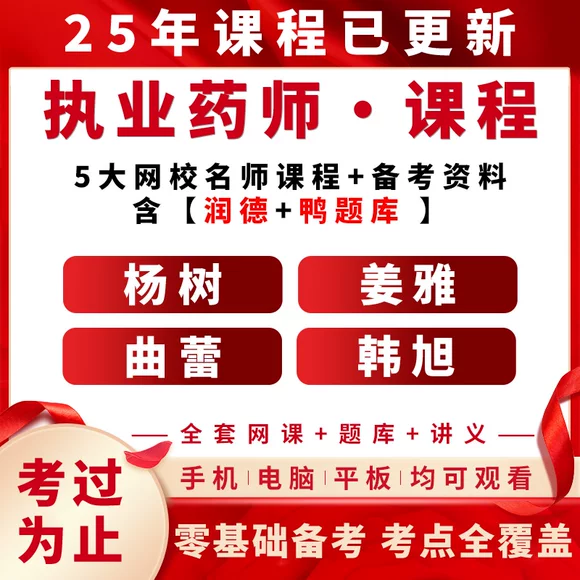 25年课程已更新
执业药师·课程
5大网校名师课程+备考资料
含【润德+鸭题库 】
杨树 姜雅
曲蕾 韩旭
全套网课+题库+讲义
手机|电脑|平板|均可观看
考过
为止
零基础备考 考点全覆盖